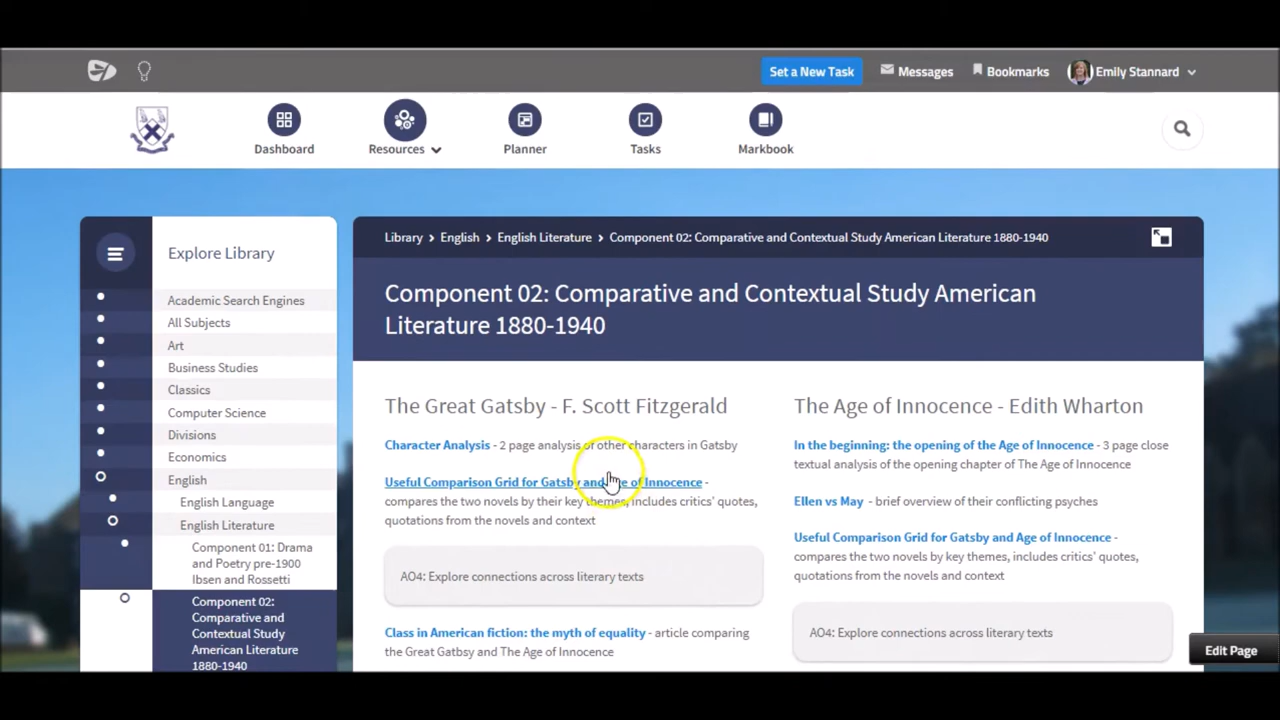 Set a New Task
Messages
Bookmarks
Emily Stannard
Dashboard
Resources
Planner
Tasks
Markbook
Explore Library
Academic Search Engines
All Subjects
Art
Business Studies
Classics
Computer Science
Divisions
Economics
English
English Language
English Literature
Component 01: Drama
and Poetry pre-1900
Ibsen and Rossetti
Component 02:
Comparative and
Contextual Study
American Literature
1880-1940
Library > English > English Literature > Component 02: Comparative and Contextual Study American Literature 1880-1940
Component 02: Comparative and Contextual Study American
Literature 1880-1940
The Great Gatsby - F. Scott Fitzgerald
Character Analysis - 2 page analysis of other characters in Gatsby
Useful Comparison Grid for Gatsby and Age of Innocence -
compares the two novels by their key themes, includes critics' quotes,
quotations from the novels and context
AO4: Explore connections across literary texts
Class in American fiction: the myth of equality - article comparing
the Great Gatsby and The Age of Innocence
The Age of Innocence - Edith Wharton
In the beginning: the opening of the Age of Innocence - 3 page close
textual analysis of the opening chapter of The Age of Innocence
Ellen vs May - brief overview of their conflicting psyches
Useful Comparison Grid for Gatsby and Age of Innocence -
compares the two novels by key themes, includes critics' quotes,
quotations from the novels and context
AO4: Explore connections across literary texts
Edit Page